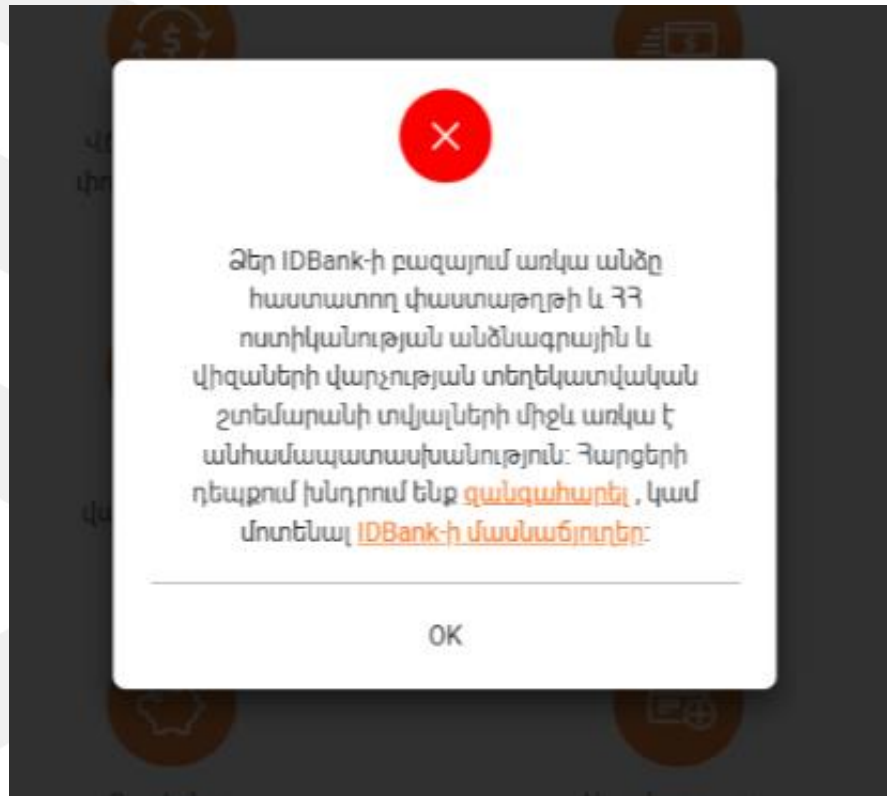 Ձեր IDBank-ի բազայում առկա անձը
հաստատող փաստաթղթի և ՀՀ
ոստիկանության անձնագրային և
վիզաների վարչության տեղեկատվական
շտեմարանի տվյալների միջև առկա է
անհամապատասխանություն: Հարցերի
դեպքում խնդրում ենք զանգահարել , կամ
մոտենալ IDBank-ի մասնաճյուղեր:
OK